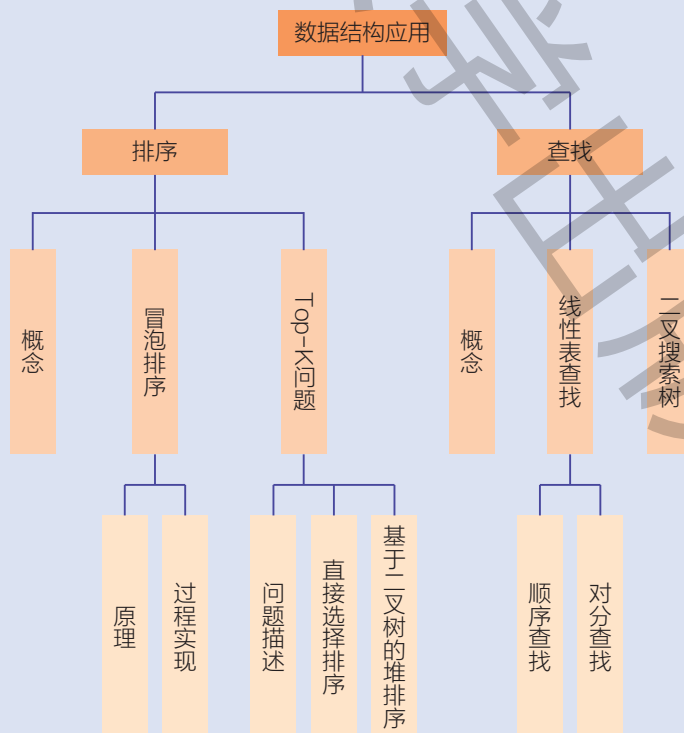 数据结构应用
排序
查找
概念
冒泡排序
Top-K问题
概念
线性表查找
二叉搜索树
原理
过程实现
问题描述
直接选择排序
基于二叉树的堆排序
顺序查找
对分查找
学出